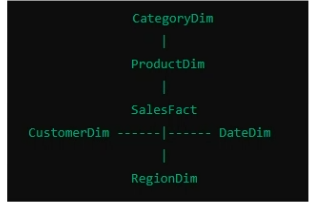 CategoryDim
|
ProductDim
|
SalesFact
CustomerDim ------|------ DateDim
|
RegionDim